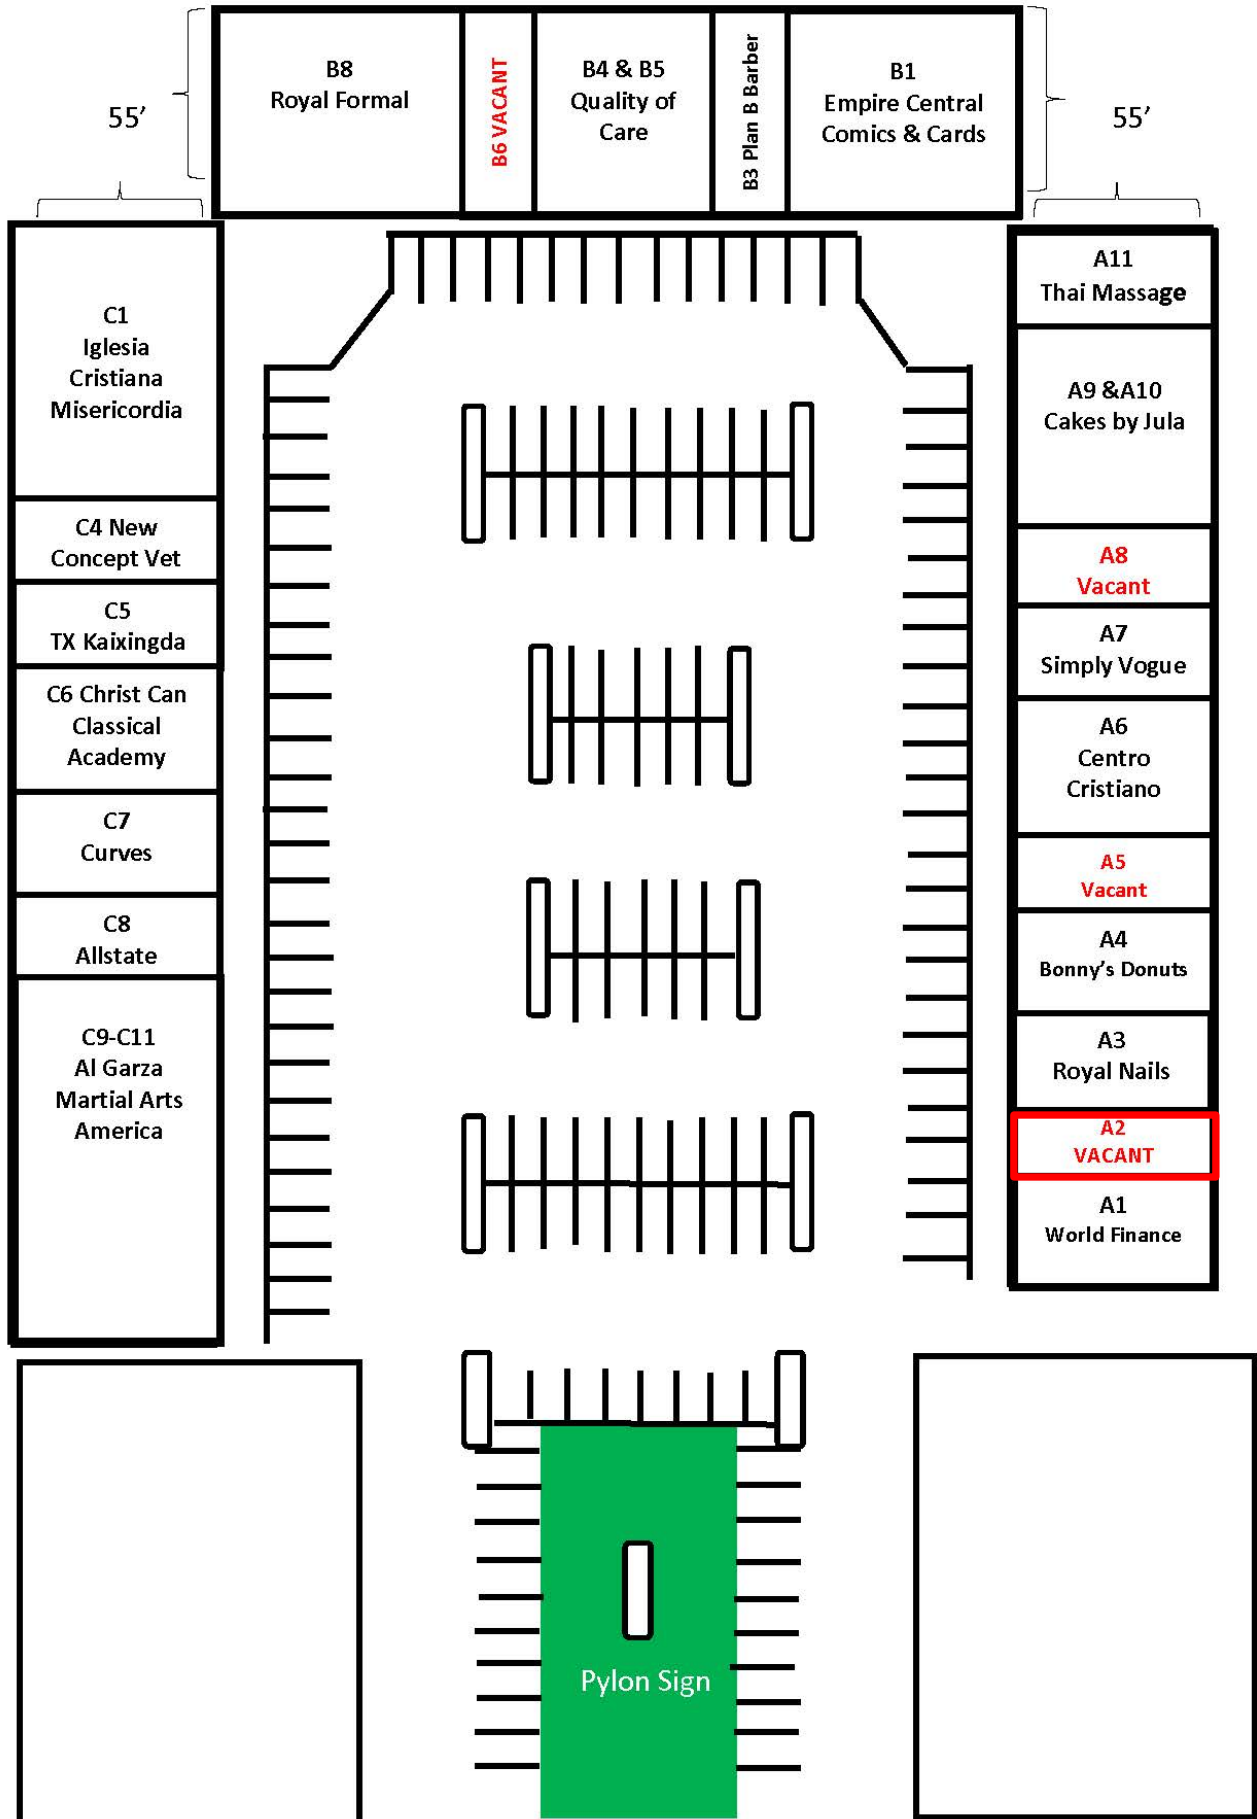 55’
B8
Royal Formal
B6 VACANT
B4 & B5
Quality of
Care
B3 Plan B Barber
B1
Empire Central
Comics & Cards
55’
C1
Iglesia
Cristiana
Misericordia
C4 New
Concept Vet
C5
TX Kaixingda
C6 Christ Can
Classical
Academy
C7
Curves
C8
Allstate
C9-C11
Al Garza
Martial Arts
America
A11
Thai Massage
A9 &A10
Cakes by Jula
A8
Vacant
A7
Simply Vogue
A6
Centro
Cristiano
A5
Vacant
A4
Bonny’s Donuts
A3
Royal Nails
A2
VACANT
A1
World Finance
Pylon Sign